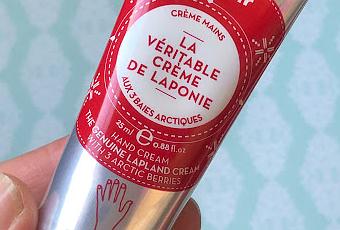 CRÈME MAINS
LA
VÉRITABLE
CRÈME
DE LAPONIE
AUX 3 BAIES ARCTIQUES
25 ml e 0.88 fl.oz
HAND CREAM
THE GENUINE LAPLAND CREAM
WITH 3 ARCTIC BERRIES